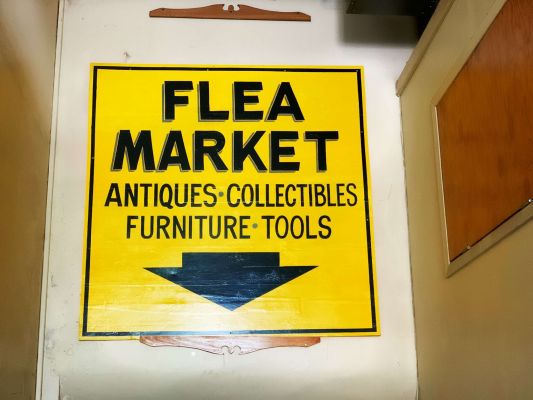 FLEA
MARKET
ANTIQUES·COLLECTIBLES
FURNITURE·TOOLS